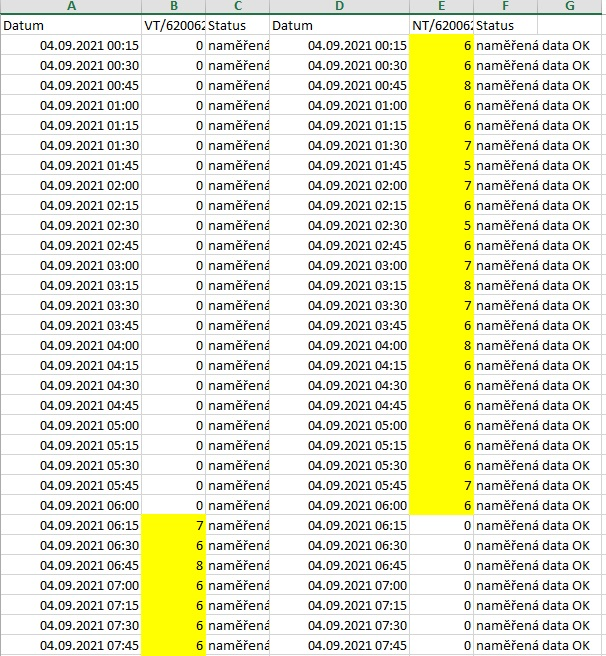 A B C D E F G
Datum VT/62006 Status Datum NT/62006 Status
04.09.2021 00:15 0 naměřená 04.09.2021 00:15 6 naměřená data OK
04.09.2021 00:30 0 naměřená 04.09.2021 00:30 6 naměřená data OK
04.09.2021 00:45 0 naměřená 04.09.2021 00:45 8 naměřená data OK
04.09.2021 01:00 0 naměřená 04.09.2021 01:00 6 naměřená data OK
04.09.2021 01:15 0 naměřená 04.09.2021 01:15 6 naměřená data OK
04.09.2021 01:30 0 naměřená 04.09.2021 01:30 7 naměřená data OK
04.09.2021 01:45 0 naměřená 04.09.2021 01:45 5 naměřená data OK
04.09.2021 02:00 0 naměřená 04.09.2021 02:00 7 naměřená data OK
04.09.2021 02:15 0 naměřená 04.09.2021 02:15 6 naměřená data OK
04.09.2021 02:30 0 naměřená 04.09.2021 02:30 5 naměřená data OK
04.09.2021 02:45 0 naměřená 04.09.2021 02:45 6 naměřená data OK
04.09.2021 03:00 0 naměřená 04.09.2021 03:00 7 naměřená data OK
04.09.2021 03:15 0 naměřená 04.09.2021 03:15 8 naměřená data OK
04.09.2021 03:30 0 naměřená 04.09.2021 03:30 7 naměřená data OK
04.09.2021 03:45 0 naměřená 04.09.2021 03:45 6 naměřená data OK
04.09.2021 04:00 0 naměřená 04.09.2021 04:00 8 naměřená data OK
04.09.2021 04:15 0 naměřená 04.09.2021 04:15 6 naměřená data OK
04.09.2021 04:30 0 naměřená 04.09.2021 04:30 6 naměřená data OK
04.09.2021 04:45 0 naměřená 04.09.2021 04:45 6 naměřená data OK
04.09.2021 05:00 0 naměřená 04.09.2021 05:00 6 naměřená data OK
04.09.2021 05:15 0 naměřená 04.09.2021 05:15 6 naměřená data OK
04.09.2021 05:30 0 naměřená 04.09.2021 05:30 6 naměřená data OK
04.09.2021 05:45 0 naměřená 04.09.2021 05:45 7 naměřená data OK
04.09.2021 06:00 0 naměřená 04.09.2021 06:00 6 naměřená data OK
04.09.2021 06:15 7 naměřená 04.09.2021 06:15 0 naměřená data OK
04.09.2021 06:30 6 naměřená 04.09.2021 06:30 0 naměřená data OK
04.09.2021 06:45 8 naměřená 04.09.2021 06:45 0 naměřená data OK
04.09.2021 07:00 6 naměřená 04.09.2021 07:00 0 naměřená data OK
04.09.2021 07:15 6 naměřená 04.09.2021 07:15 0 naměřená data OK
04.09.2021 07:30 6 naměřená 04.09.2021 07:30 0 naměřená data OK
04.09.2021 07:45 6 naměřená 04.09.2021 07:45 0 naměřená data OK